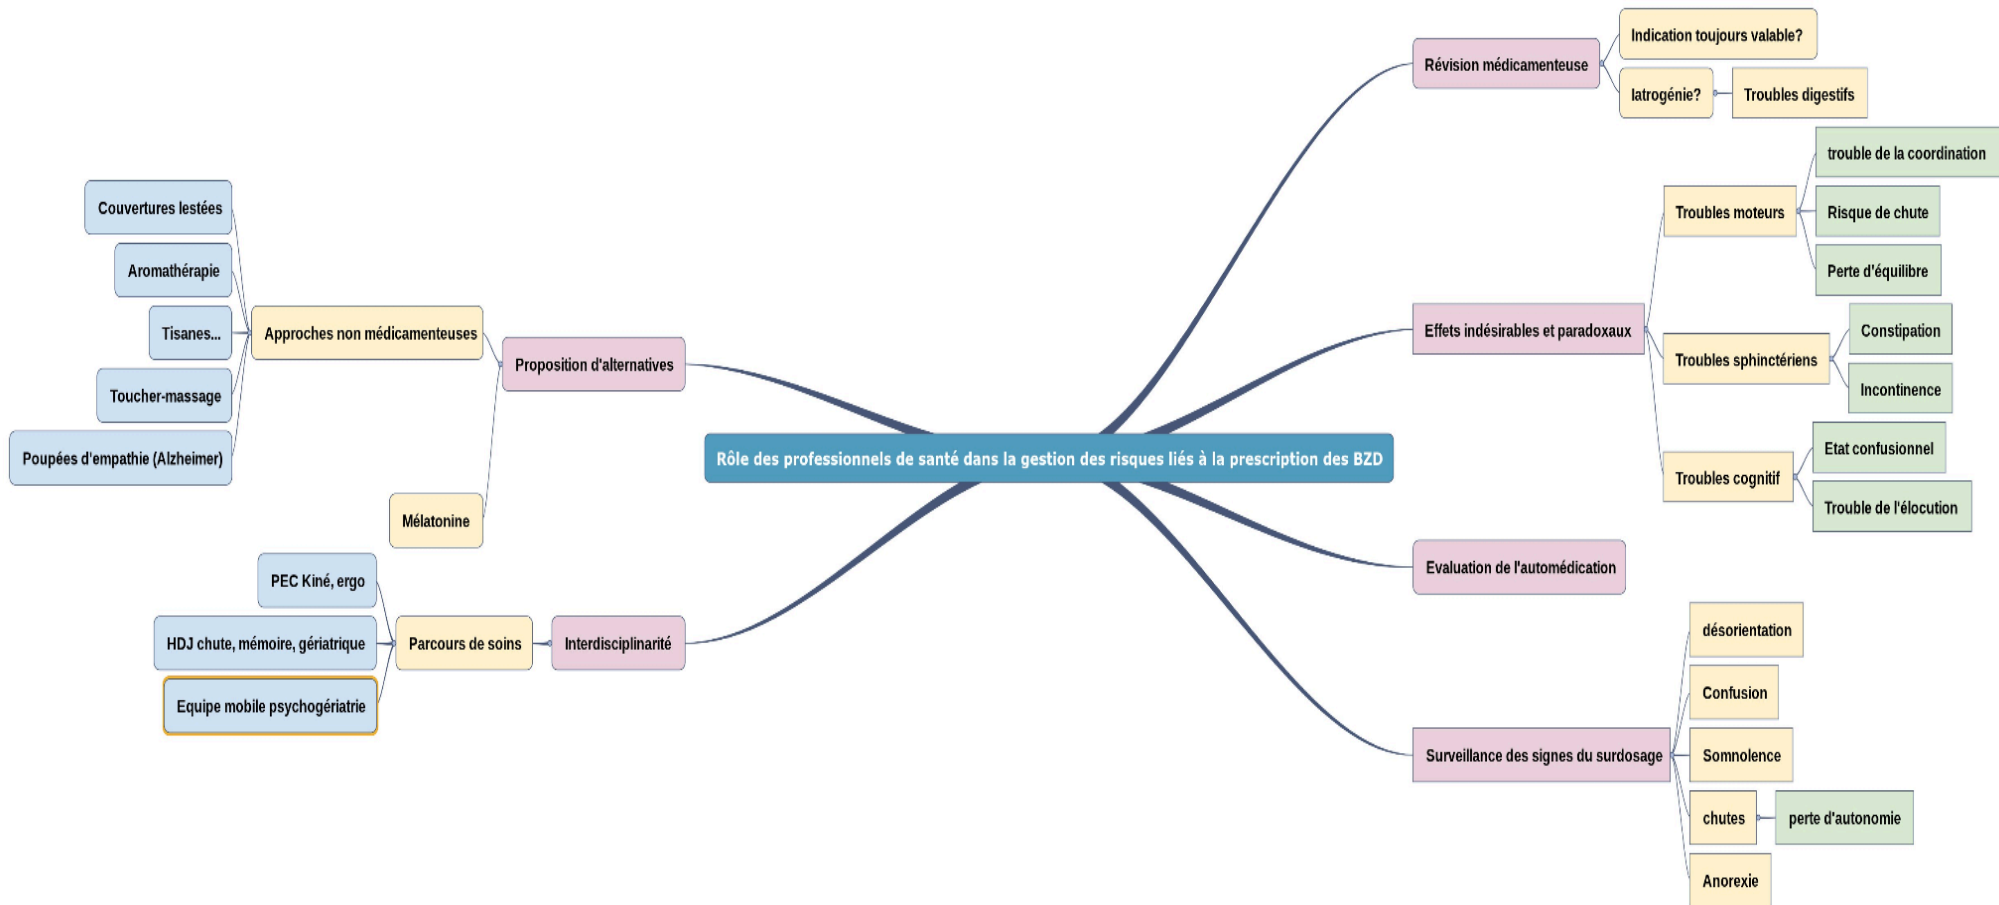 Rôle des professionnels de santé dans la gestion des risques liés à la prescription des BZD
Révision médicamenteuse
Indication toujours valable?
Iatrogénie?
Troubles digestifs
Effets indésirables et paradoxaux
Troubles moteurs
trouble de la coordination
Risque de chute
Perte d'équilibre
Troubles sphinctériens
Constipation
Incontinence
Troubles cognitif
Etat confusionnel
Trouble de l'élocution
Evaluation de l'automédication
Surveillance des signes du surdosage
désorientation
Confusion
Somnolence
chutes
perte d'autonomie
Anorexie
Proposition d'alternatives
Approches non médicamenteuses
Couvertures lestées
Aromathérapie
Tisanes...
Toucher-massage
Poupées d'empathie (Alzheimer)
Mélatonine
Interdisciplinarité
Parcours de soins
PEC Kiné, ergo
HDJ chute, mémoire, gériatrique
Equipe mobile psychogériatrie